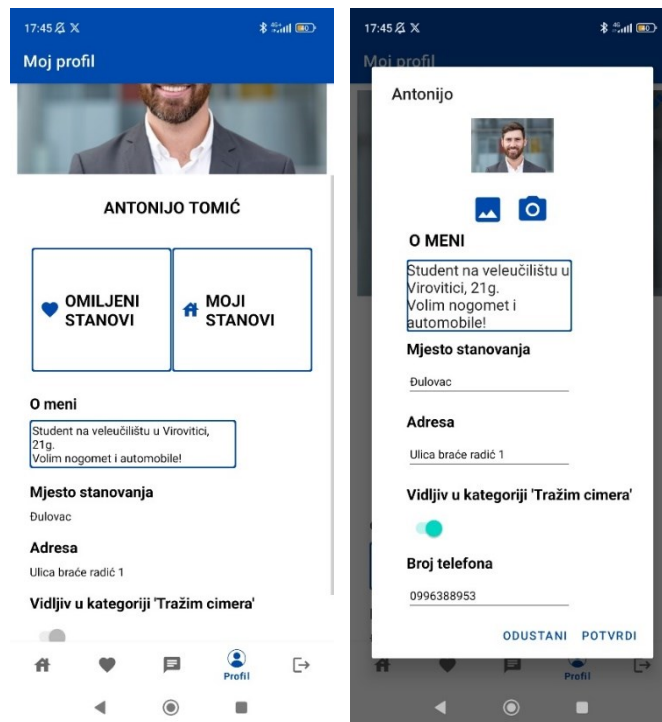 17:45
Moj profil
ANTONIJO TOMIĆ
OMILJENI
STANOVI
MOJI
STANOVI
O meni
Student na veleučilištu u Virovitici,
21g.
Volim nogomet i automobile!
Mjesto stanovanja
Đulovac
Adresa
Ulica braće radić 1
Vidljiv u kategoriji 'Tražim cimera'
Profil
17:45
Moj profil
Antonijo
O MENI
Student na veleučilištu u
Virovitici, 21g.
Volim nogomet i
automobile!
Mjesto stanovanja
Đulovac
Adresa
Ulica braće radić 1
Vidljiv u kategoriji 'Tražim cimera'
Broj telefona
0996388953
ODUSTANI POTVRDI
Profil